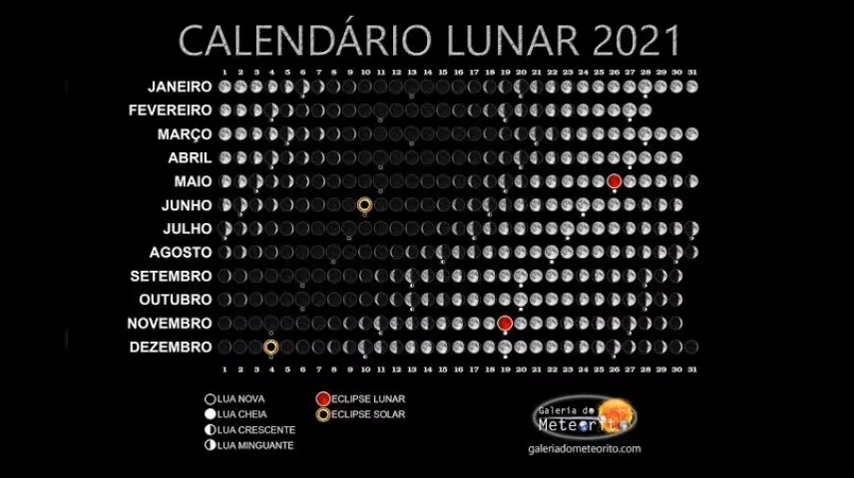 CALENDÁRIO LUNAR 2021
1 2 3 4 5 6 7 8 9 10 11 12 13 14 15 16 17 18 19 20 21 22 23 24 25 26 27 28 29 30 31
JANEIRO
FEVEREIRO
MARÇO
ABRIL
MAIO
JUNHO
JULHO
AGOSTO
SETEMBRO
OUTUBRO
NOVEMBRO
DEZEMBRO
1 2 3 4 5 6 7 8 9 10 11 12 13 14 15 16 17 18 19 20 21 22 23 24 25 26 27 28 29 30 31
LUA NOVA
LUA CHEIA
LUA CRESCENTE
LUA MINGUANTE
ECLIPSE LUNAR
ECLIPSE SOLAR
Galeria do
Meteorito
galeriadometeorito.com